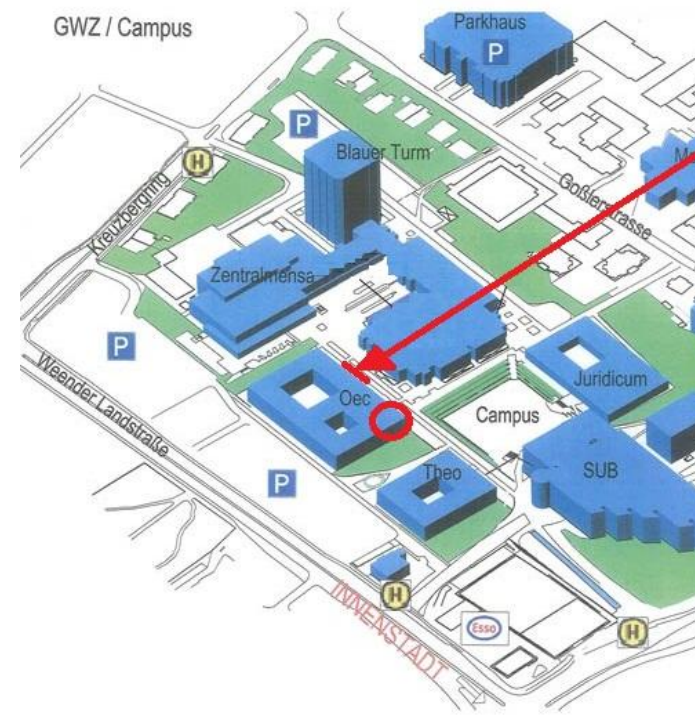 GWZ / Campus
Parkhaus
P
P
Blauer Turm
H
Goßlerstrasse
Kreuzbergring
Zentralmensa
P
Weender Landstraße
Oec
Juridicum
Campus
Theo
SUB
P
INNENSTADT
H
Esso
H